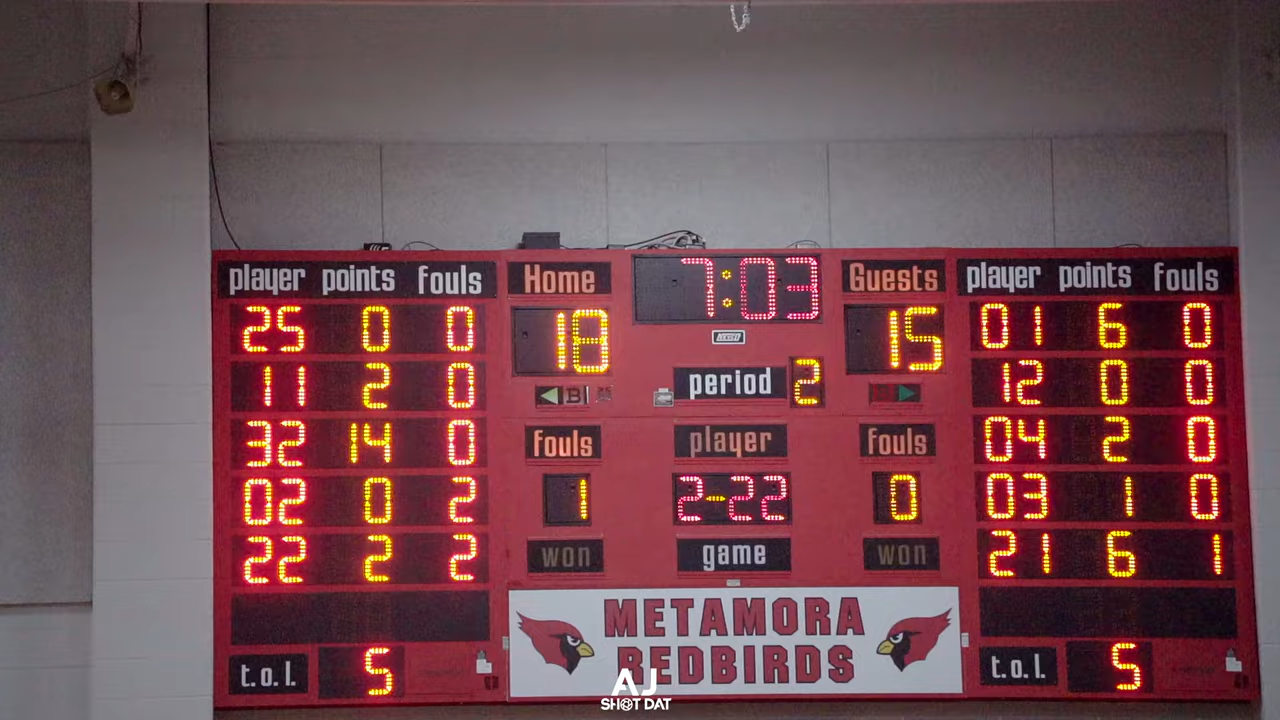 player points fouls Home 7:03 Guests player points fouls
25 0 0 18 15 01 6 0
11 2 0 period 2 12 0 0
32 14 0 fouls player fouls 04 2 0
02 0 2 1 2-22 0 03 1 0
22 2 2 won game won 21 6 1
METAMORA
REDBIRDS
t.o.l. 5 t.o.l. 5
AJ
SHOT DAT